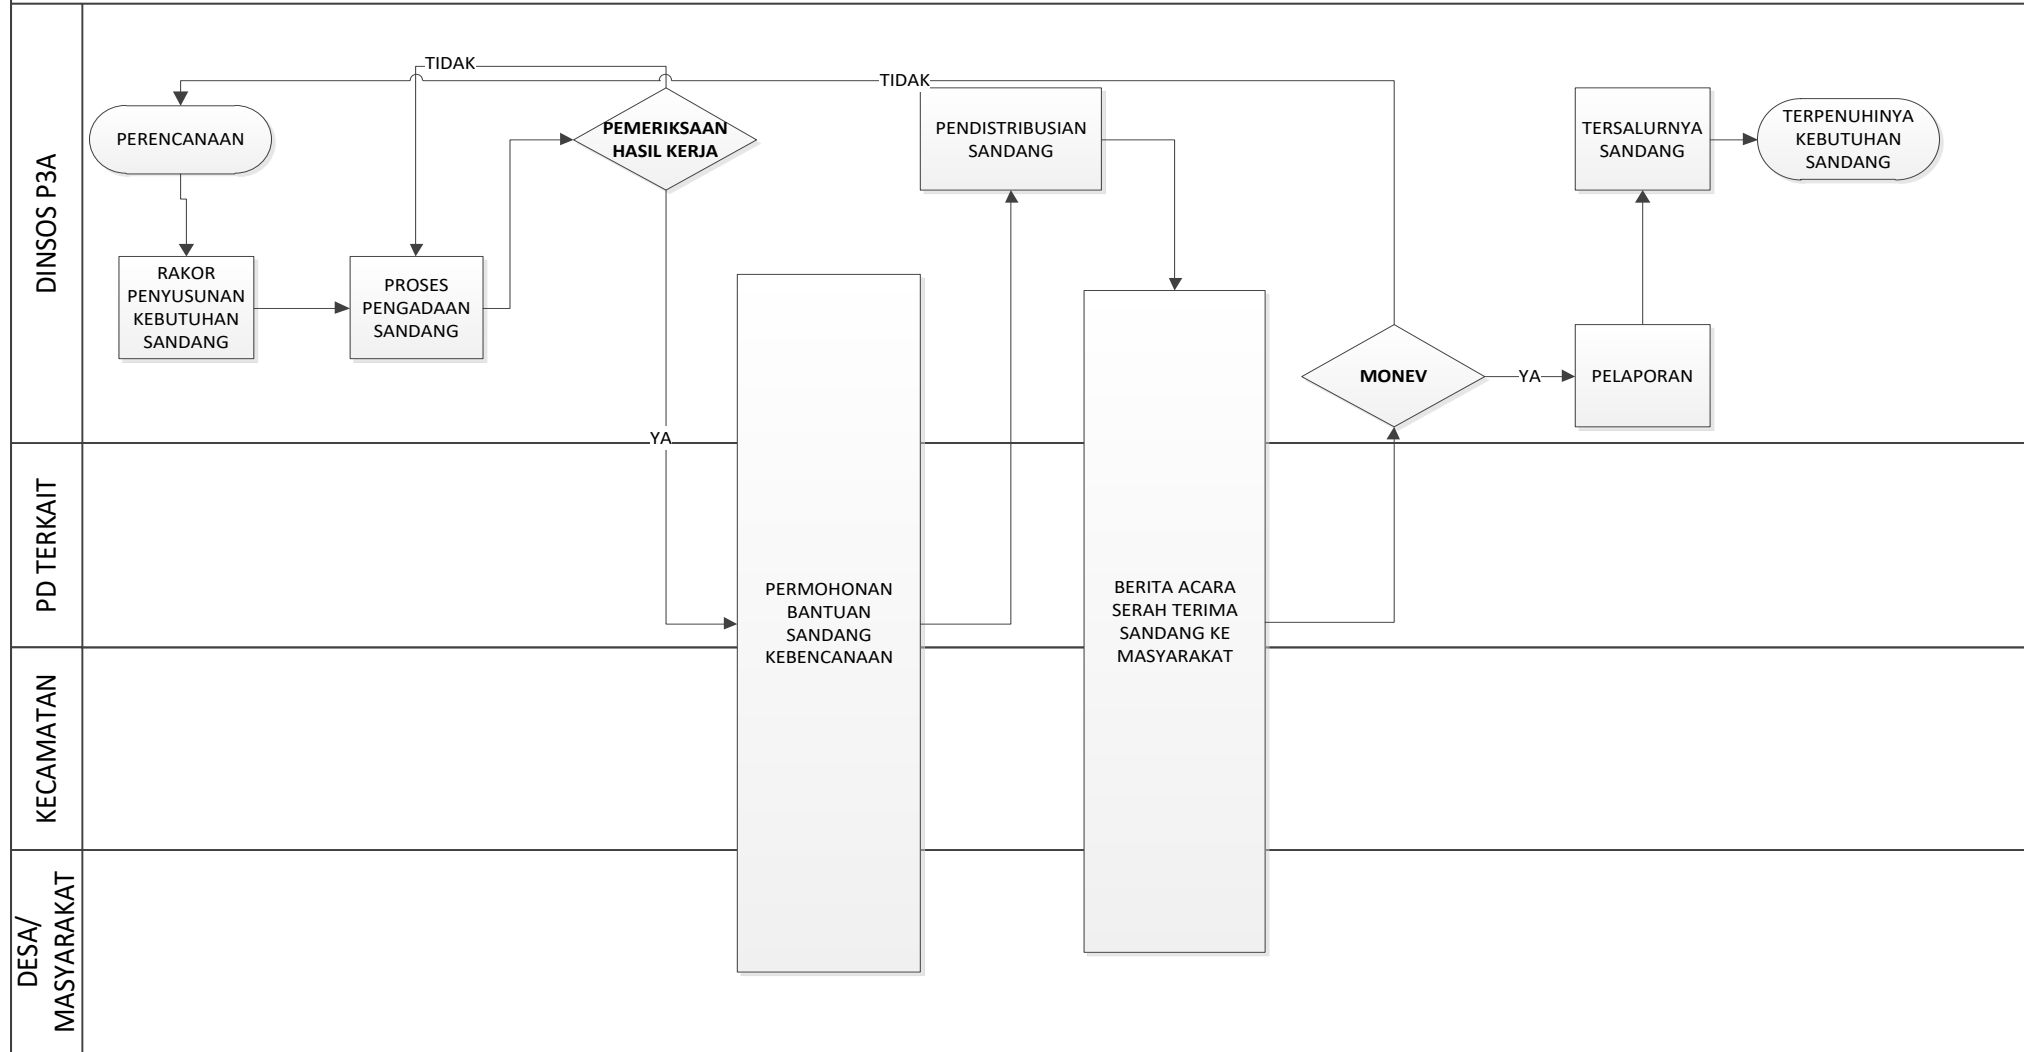 DINSOS P3A
TIDAK
TIDAK
PERENCANAAN
PEMERIKSAAN
HASIL KERJA
PENDISTRIBUSIAN
SANDANG
TERSALURNYA
SANDANG
TERPENUHINYA
KEBUTUHAN
SANDANG
RAKOR
PENYUSUNAN
KEBUTUHAN
SANDANG
PROSES
PENGADAAN
SANDANG
MONEV
YA
PELAPORAN
YA
PD TERKAIT
PERMOHONAN
BANTUAN
SANDANG
KEBENCANAAN
BERITA ACARA
SERAH TERIMA
SANDANG KE
MASYARAKAT
KECAMATAN
DESA/
MASYARAKAT